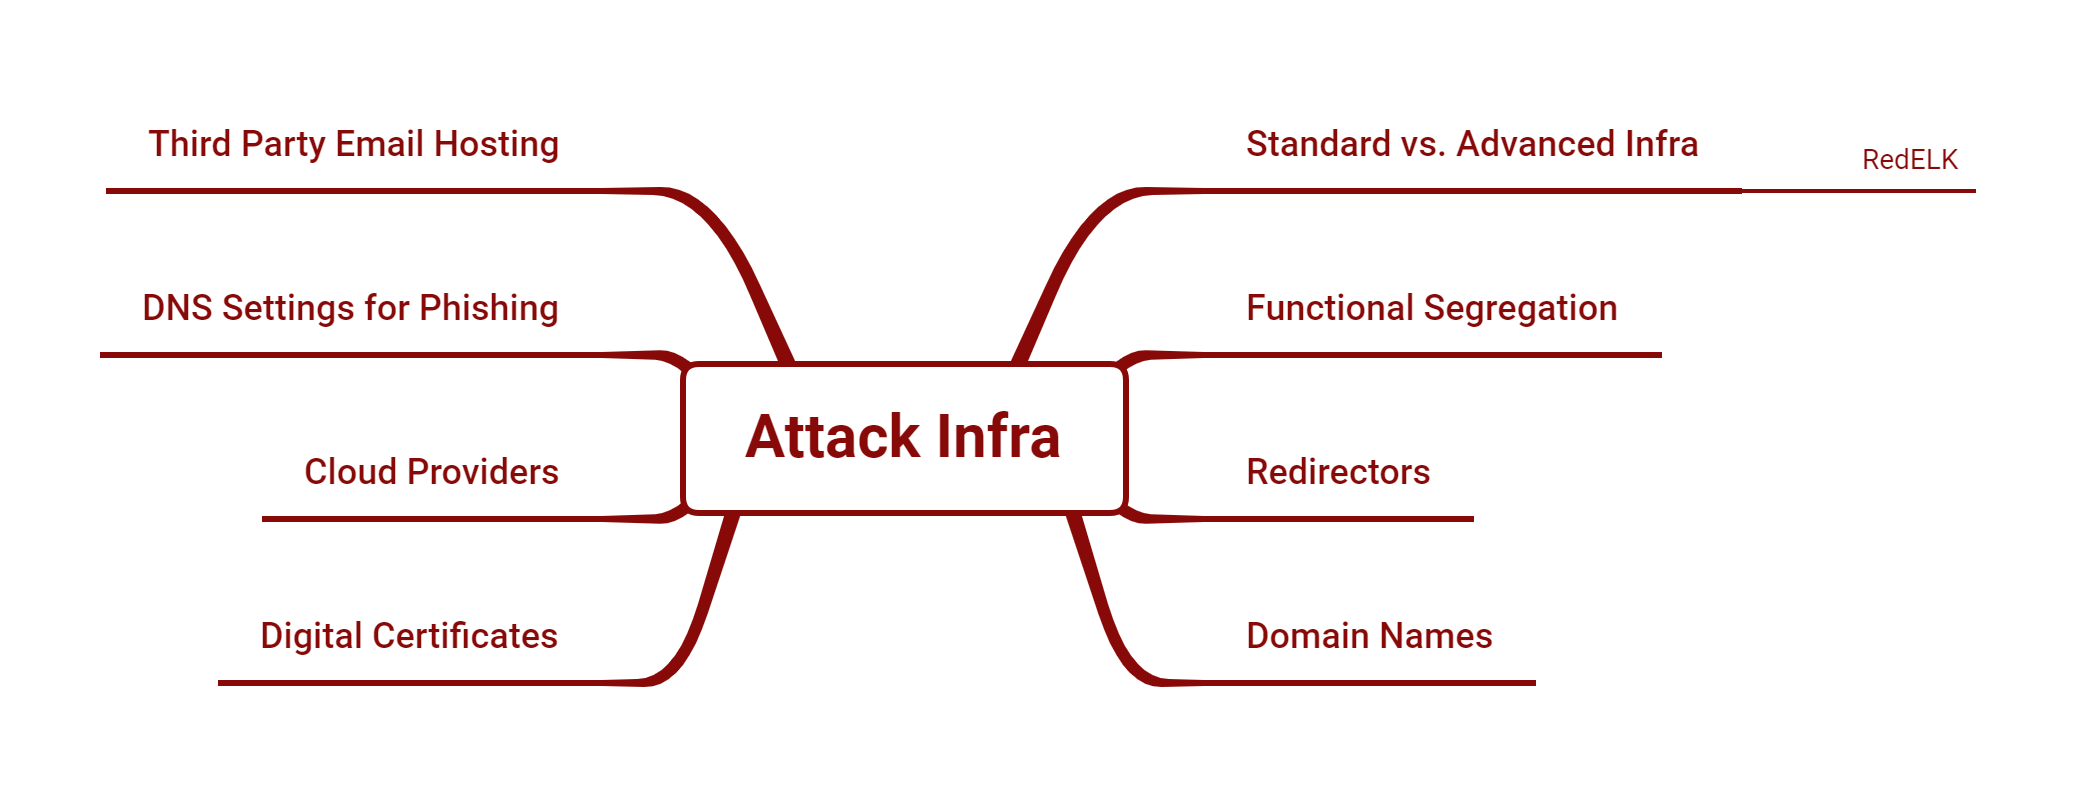 Third Party Email Hosting
DNS Settings for Phishing
Cloud Providers
Digital Certificates
Attack Infra
Standard vs. Advanced Infra
RedELK
Functional Segregation
Redirectors
Domain Names